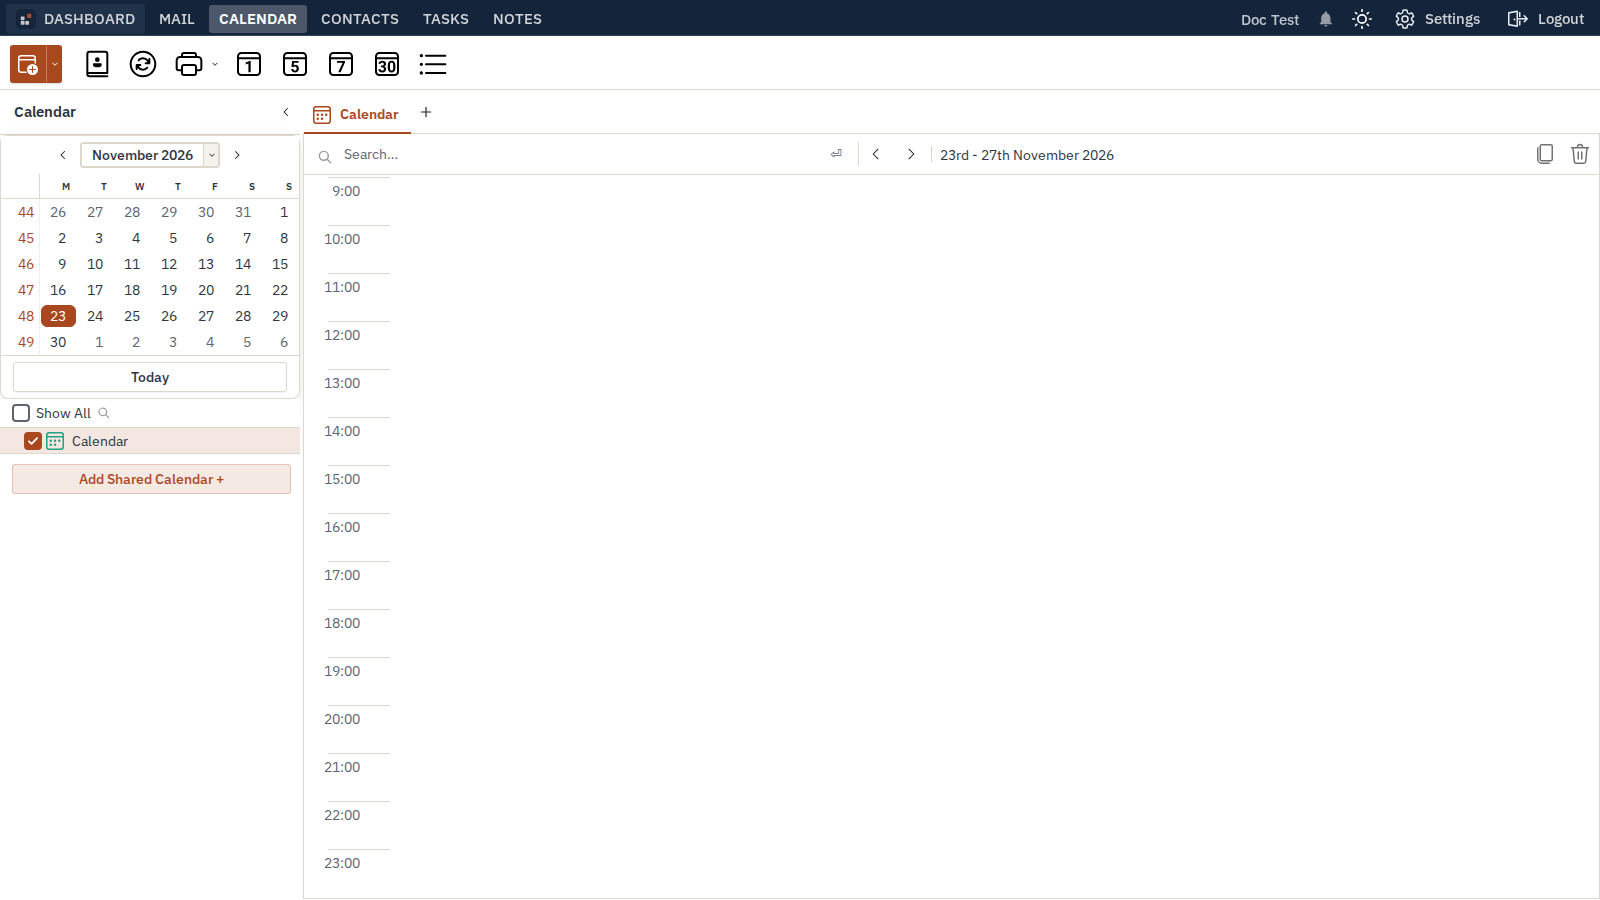 DASHBOARD MAIL CALENDAR CONTACTS TASKS NOTES Doc Test Settings Logout
1 5 7 30
Calendar
Calendar +
November 2026
Search... 23rd - 27th November 2026
M T W T F S S
44 26 27 28 29 30 31 1
45 2 3 4 5 6 7 8
46 9 10 11 12 13 14 15
47 16 17 18 19 20 21 22
48 23 24 25 26 27 28 29
49 30 1 2 3 4 5 6
Today
Show All
Calendar
Add Shared Calendar +
9:00
10:00
11:00
12:00
13:00
14:00
15:00
16:00
17:00
18:00
19:00
20:00
21:00
22:00
23:00